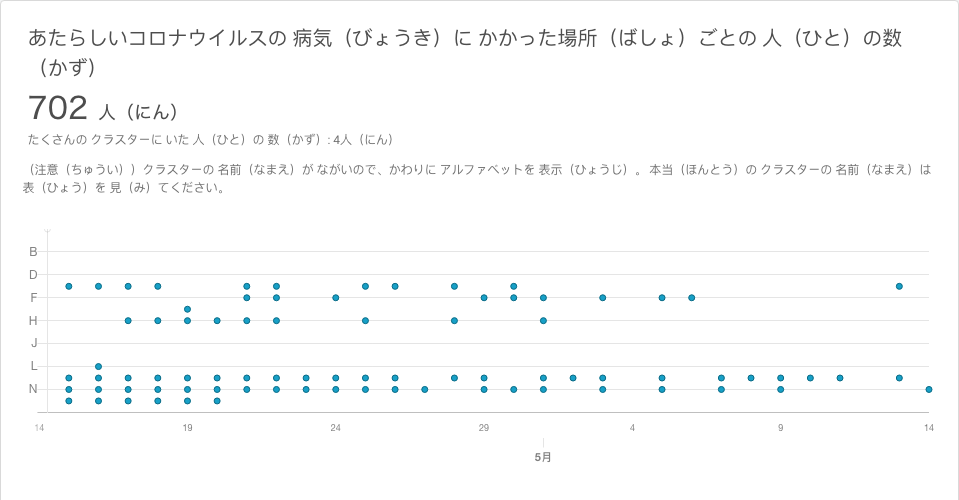 あたらしいコロナウイルスの 病気（びょうき）に かかった場所（ばしょ）ごとの 人（ひと）の数
（かず）
702 人（にん）
たくさんの クラスターに いた 人（ひと）の 数（かず）: 4人（にん）
（注意（ちゅうい））クラスターの 名前（なまえ）が ながいので、かわりに アルファベットを 表示（ひょうじ）。 本当（ほんとう）の クラスターの 名前（なまえ）は
表（ひょう）を 見（み）てください。
B
D
F
H
J
L
N
14 19 24 29 4 9 14
5月